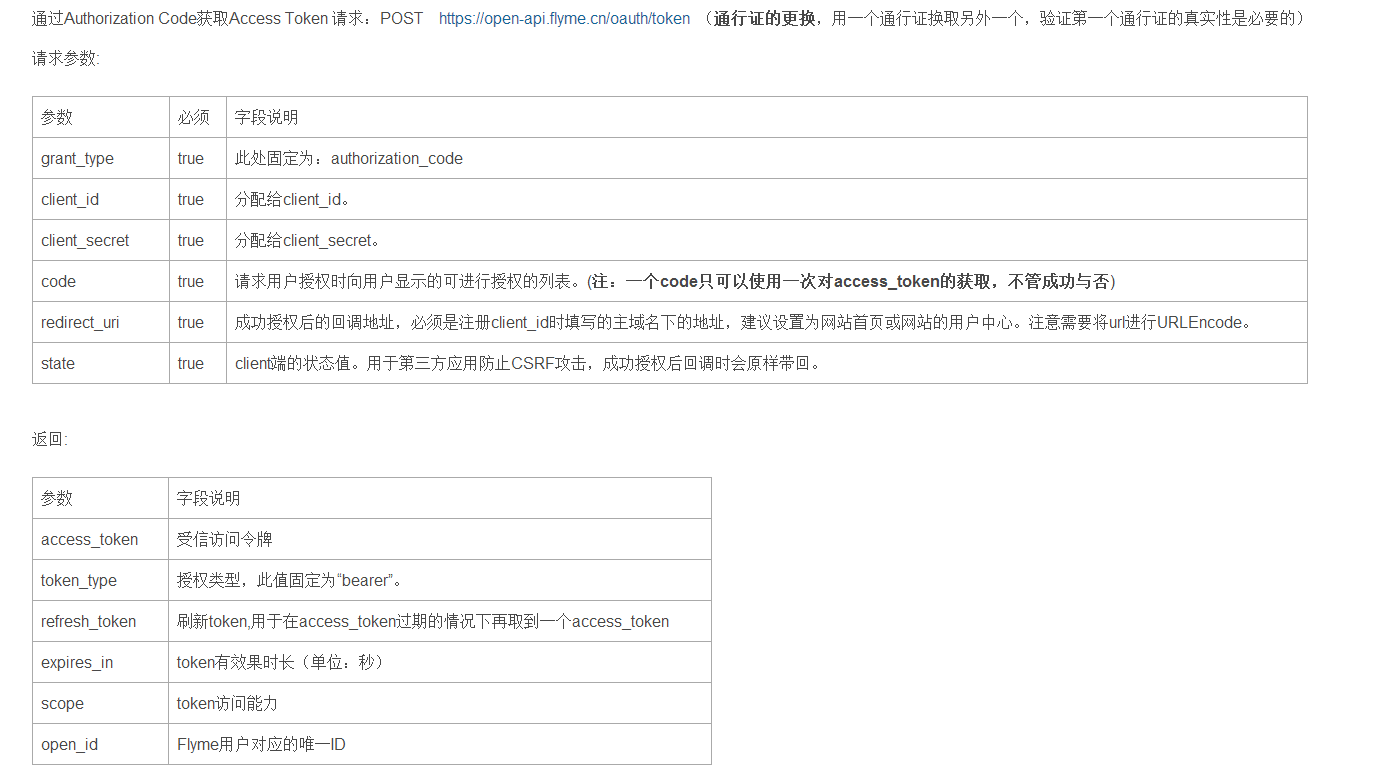 通过Authorization Code获取Access Token 请求：POST https://open-api.flyme.cn/oauth/token （通行证的更换，用一个通行证换取另外一个，验证第一个通行证的真实性是必要的）
请求参数:
参数 必须 字段说明
grant_type true 此处固定为：authorization_code
client_id true 分配给client_id。
client_secret true 分配给client_secret。
code true 请求用户授权时向用户显示的可进行授权的列表。(注：一个code只可以使用一次对access_token的获取，不管成功与否)
redirect_uri true 成功授权后的回调地址，必须是注册client_id时填写的主域名下的地址，建议设置为网站首页或网站的用户中心。注意需要将url进行URLEncode。
state true client端的状态值。用于第三方应用防止CSRF攻击，成功授权后回调时会原样带回。
返回:
参数 字段说明
access_token 受信访问令牌
token_type 授权类型，此值固定为“bearer”。
refresh_token 刷新token,用于在access_token过期的情况下再取到一个access_token
expires_in token有效果时长（单位：秒）
scope token访问能力
open_id Flyme用户对应的唯一ID